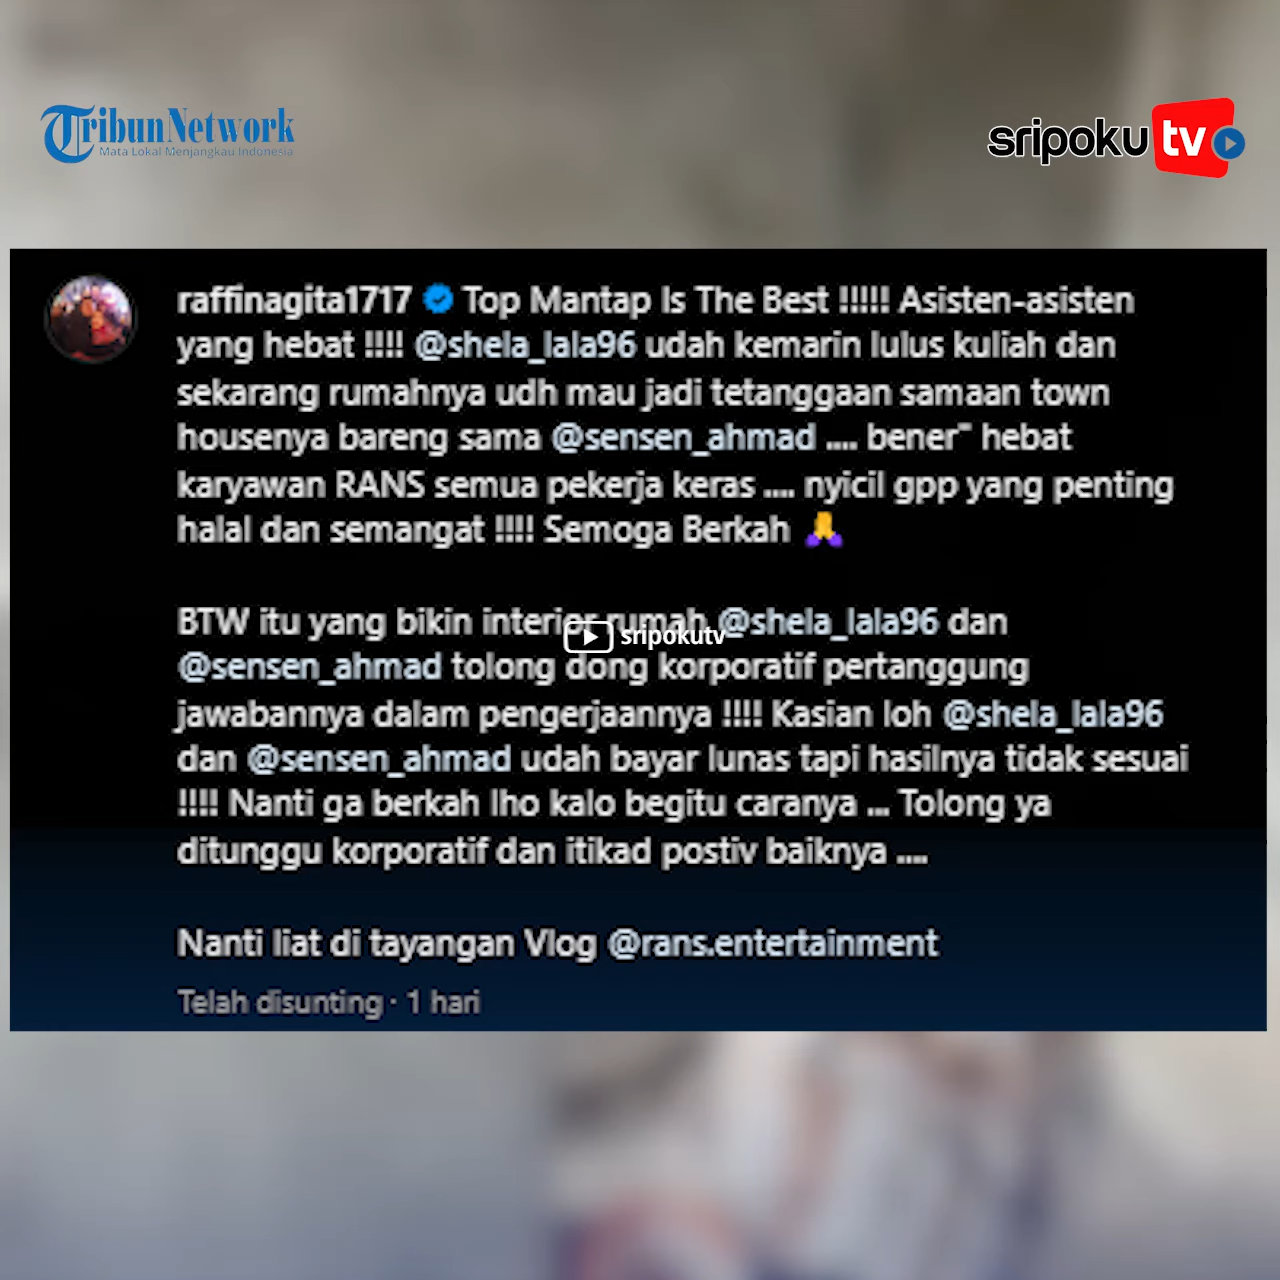 TribunNetwork
Mata Lokal Menjangkau Indonesia
sripoku tv
raffinagita1717 Top Mantap Is The Best !!!!! Asisten-asisten
yang hebat !!!! @shela_lala96 udah kemarin lulus kuliah dan
sekarang rumahnya udh mau jadi tetanggaan samaan town
housenya bareng sama @sensen_ahmad .... bener" hebat
karyawan RANS semua pekerja keras .... nyicil gpp yang penting
halal dan semangat !!!! Semoga Berkah 🙏
BTW itu yang bikin interior rumah @shela_lala96 dan
sripokutv
@sensen_ahmad tolong dong korporatif pertanggung
jawabannya dalam pengerjaannya !!!! Kasian loh @shela_lala96
dan @sensen_ahmad udah bayar lunas tapi hasilnya tidak sesuai
!!!! Nanti ga berkah lho kalo begitu caranya ... Tolong ya
ditunggu korporatif dan itikad postiv baiknya ....
Nanti liat di tayangan Vlog @rans.entertainment
Telah disunting · 1 hari